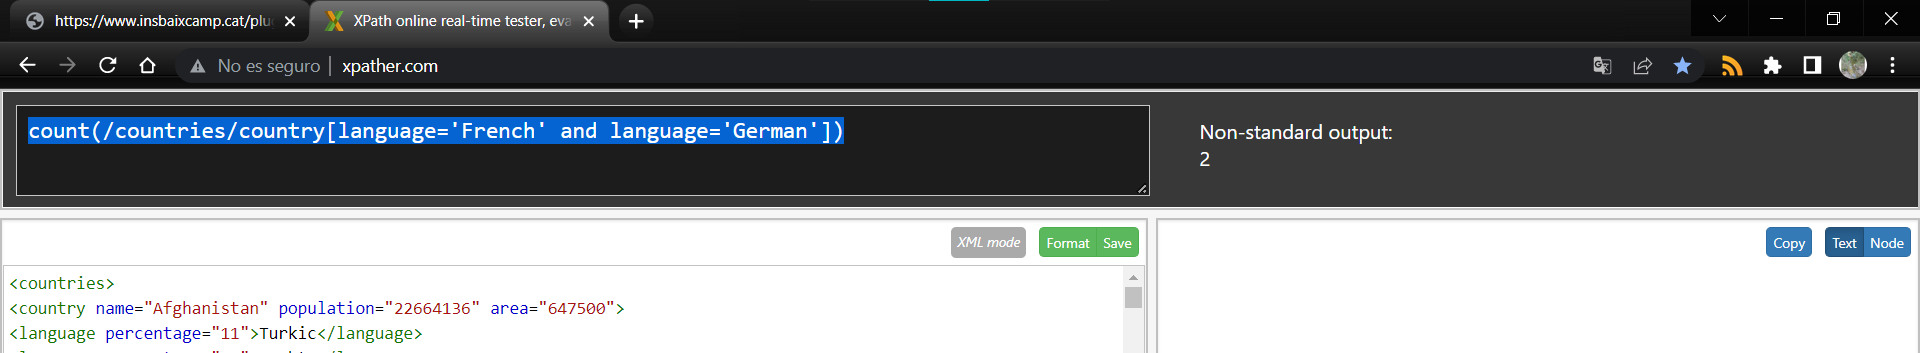 https://www.insbaixcamp.cat/plu
XPath online real-time tester, eva
No es seguro | xpather.com
count(/countries/country[language='French' and language='German'])
Non-standard output:
2
XML mode Format Save
Copy Text Node
<countries>
<country name="Afghanistan" population="22664136" area="647500">
<language percentage="11">Turkic</language>